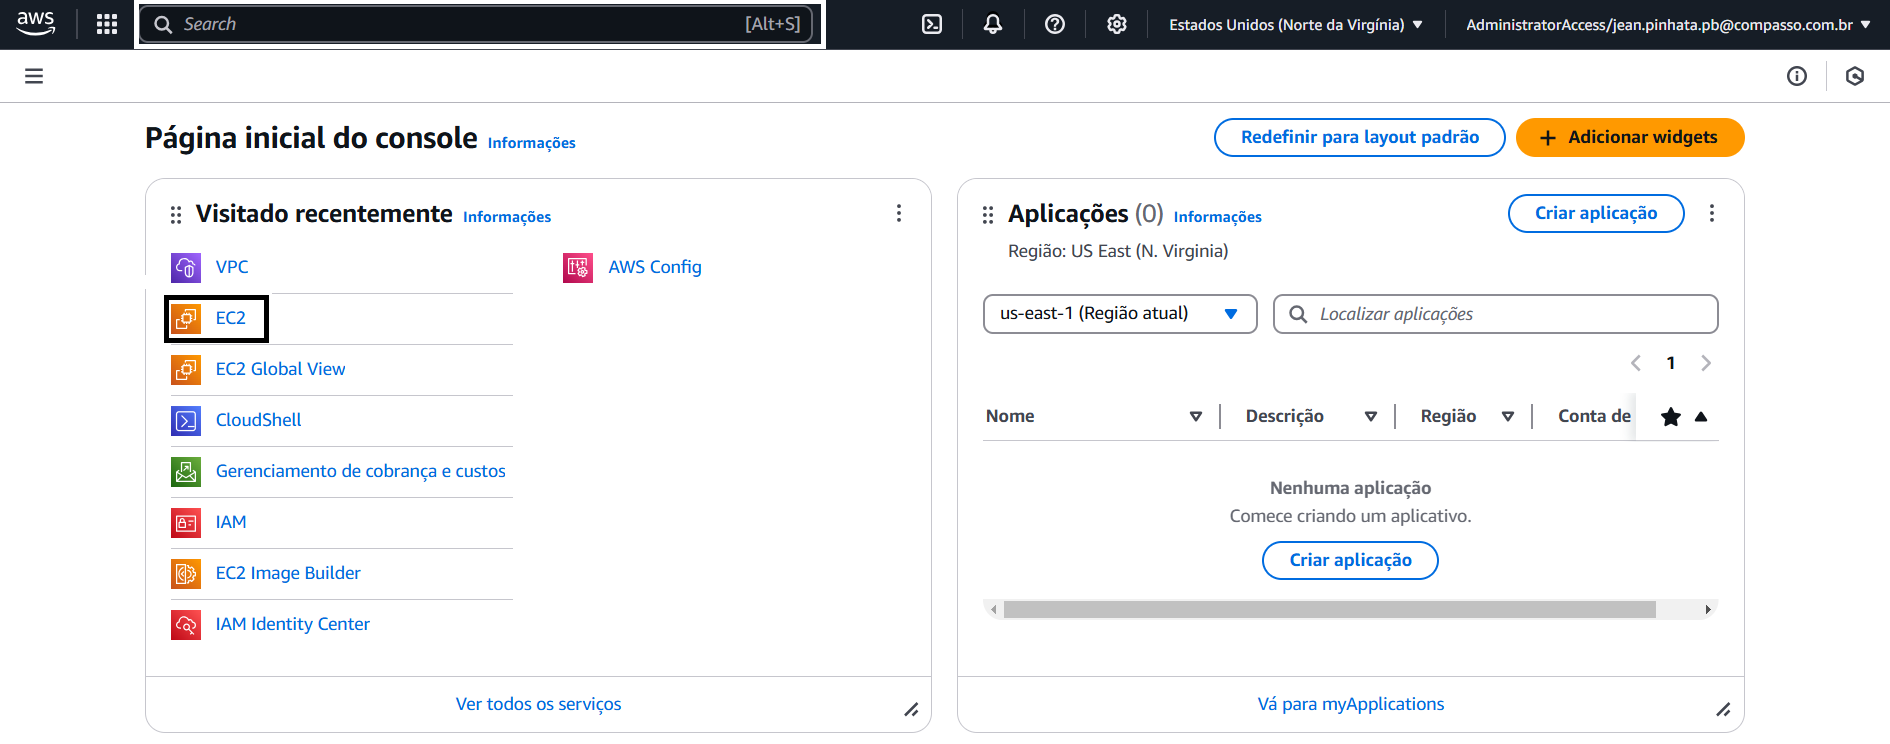 aws
Search [Alt+S]
Estados Unidos (Norte da Virgínia)
AdministratorAccess/jean.pinhata.pb@compasso.com.br
Página inicial do console Informações
Redefinir para layout padrão
+ Adicionar widgets
Visitado recentemente Informações
VPC
EC2
EC2 Global View
CloudShell
Gerenciamento de cobrança e custos
IAM
EC2 Image Builder
IAM Identity Center
AWS Config
Ver todos os serviços
Aplicações (0) Informações
Criar aplicação
Região: US East (N. Virginia)
us-east-1 (Região atual)
Localizar aplicações
1
Nome Descrição Região Conta de
Nenhuma aplicação
Comece criando um aplicativo.
Criar aplicação
Vá para myApplications